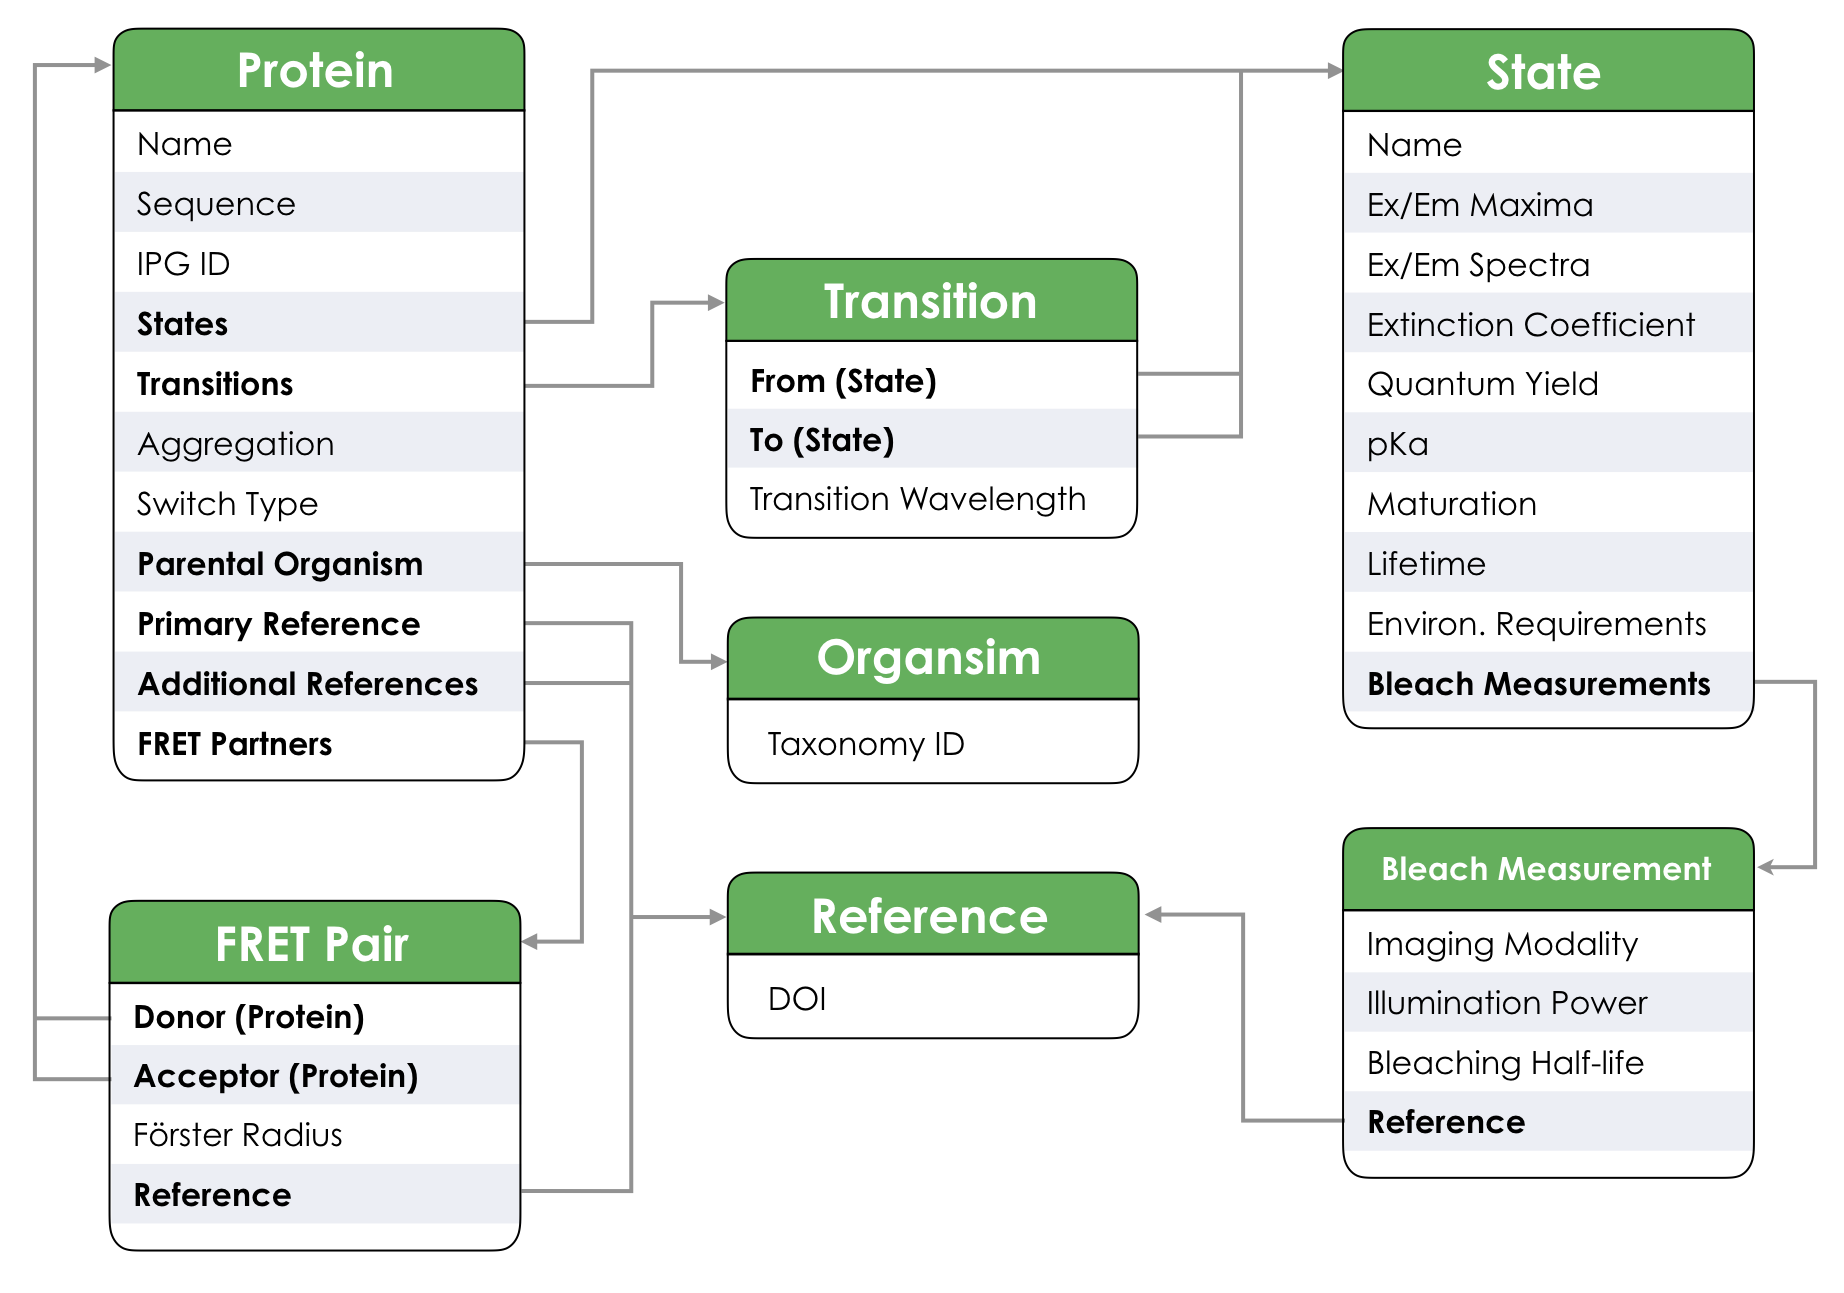 Protein
Name
Sequence
IPG ID
States
Transitions
Aggregation
Switch Type
Parental Organism
Primary Reference
Additional References
FRET Partners
FRET Pair
Donor (Protein)
Acceptor (Protein)
Förster Radius
Reference
Transition
From (State)
To (State)
Transition Wavelength
Organsim
Taxonomy ID
Reference
DOI
State
Name
Ex/Em Maxima
Ex/Em Spectra
Extinction Coefficient
Quantum Yield
pKa
Maturation
Lifetime
Environ. Requirements
Bleach Measurements
Bleach Measurement
Imaging Modality
Illumination Power
Bleaching Half-life
Reference